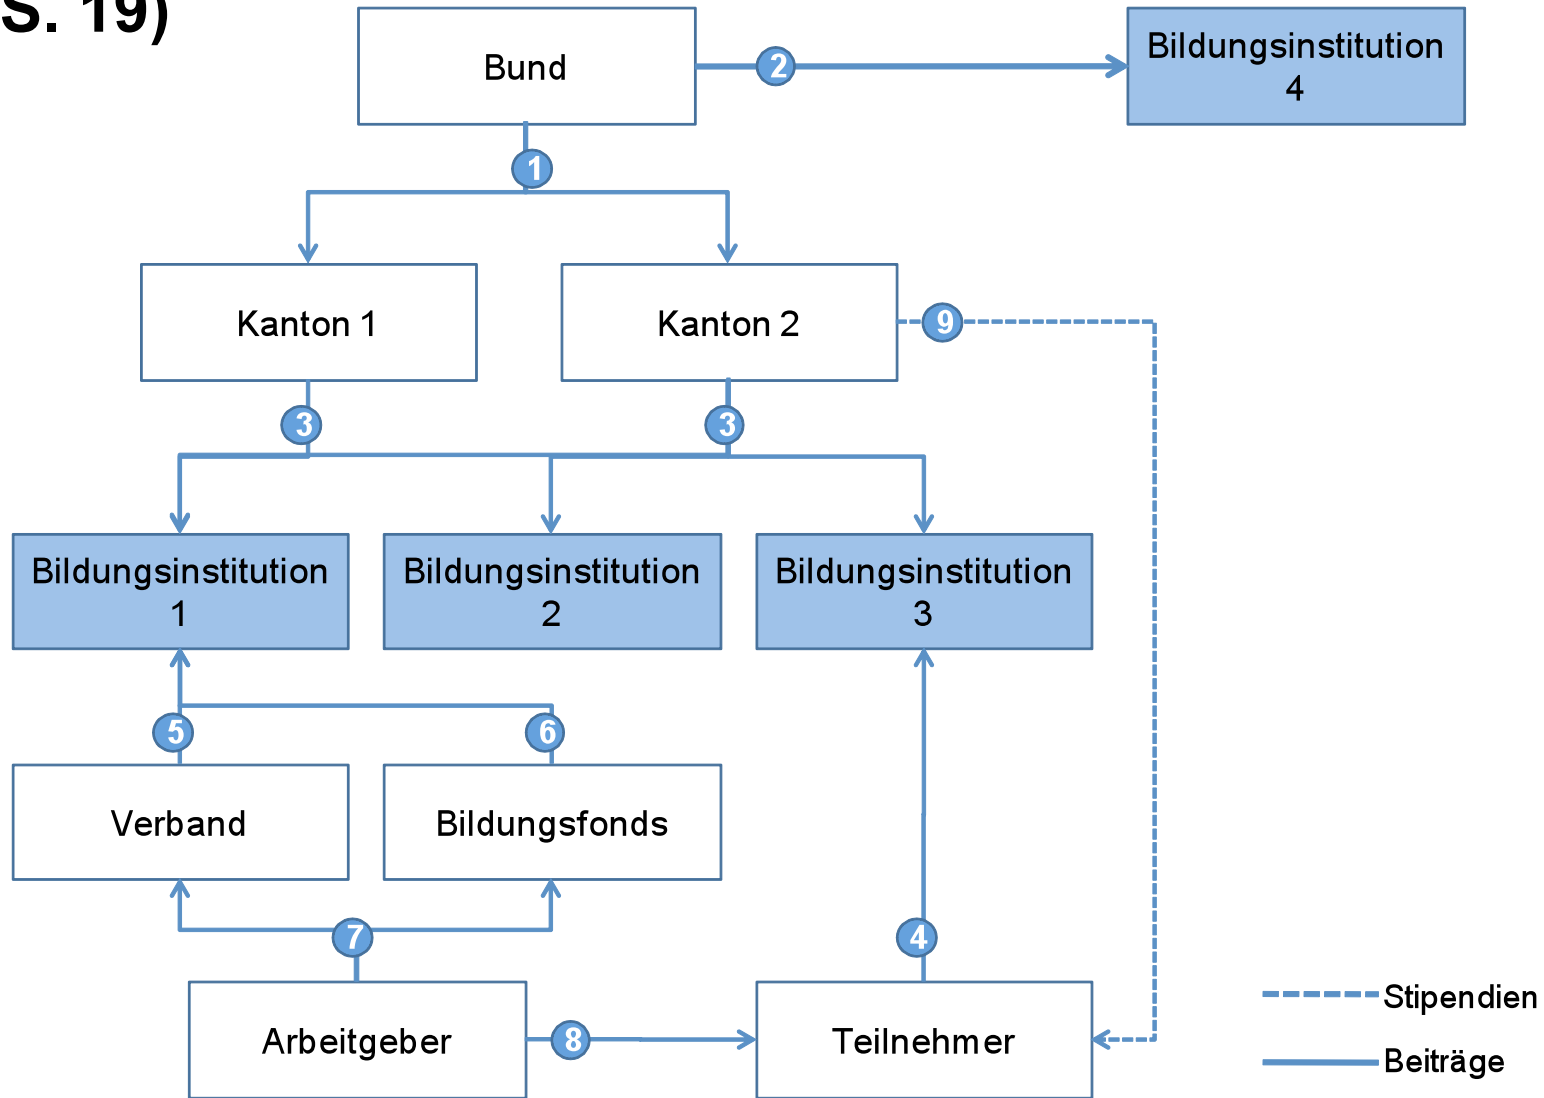 S. 19)
Bund
2
Bildungsinstitution
4
1
Kanton 1
Kanton 2
9
3
3
Bildungsinstitution
1
Bildungsinstitution
2
Bildungsinstitution
3
5
6
Verband
Bildungsfonds
7
4
Arbeitgeber
8
Teilnehmer
Stipendien
Beiträge